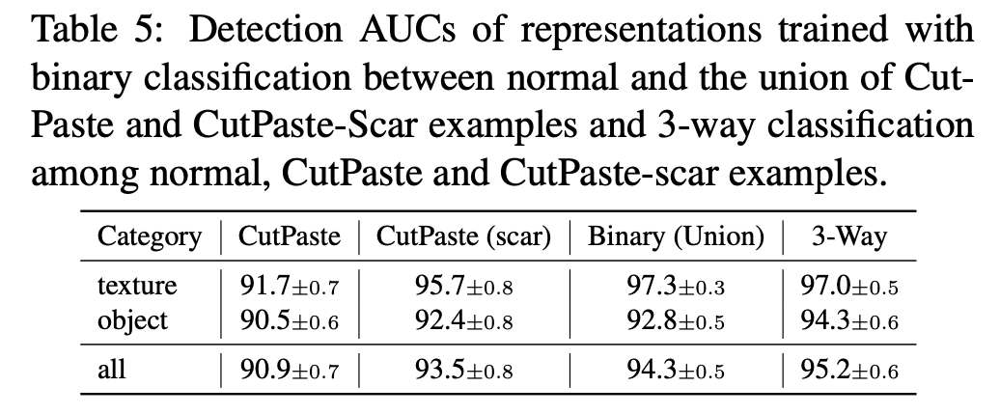 Table 5: Detection AUCs of representations trained with
binary classification between normal and the union of Cut-
Paste and CutPaste-Scar examples and 3-way classification
among normal, CutPaste and CutPaste-scar examples.
Category CutPaste CutPaste (scar) Binary (Union) 3-Way
texture 91.7±0.7 95.7±0.8 97.3±0.3 97.0±0.5
object 90.5±0.6 92.4±0.8 92.8±0.5 94.3±0.6
all 90.9±0.7 93.5±0.8 94.3±0.5 95.2±0.6